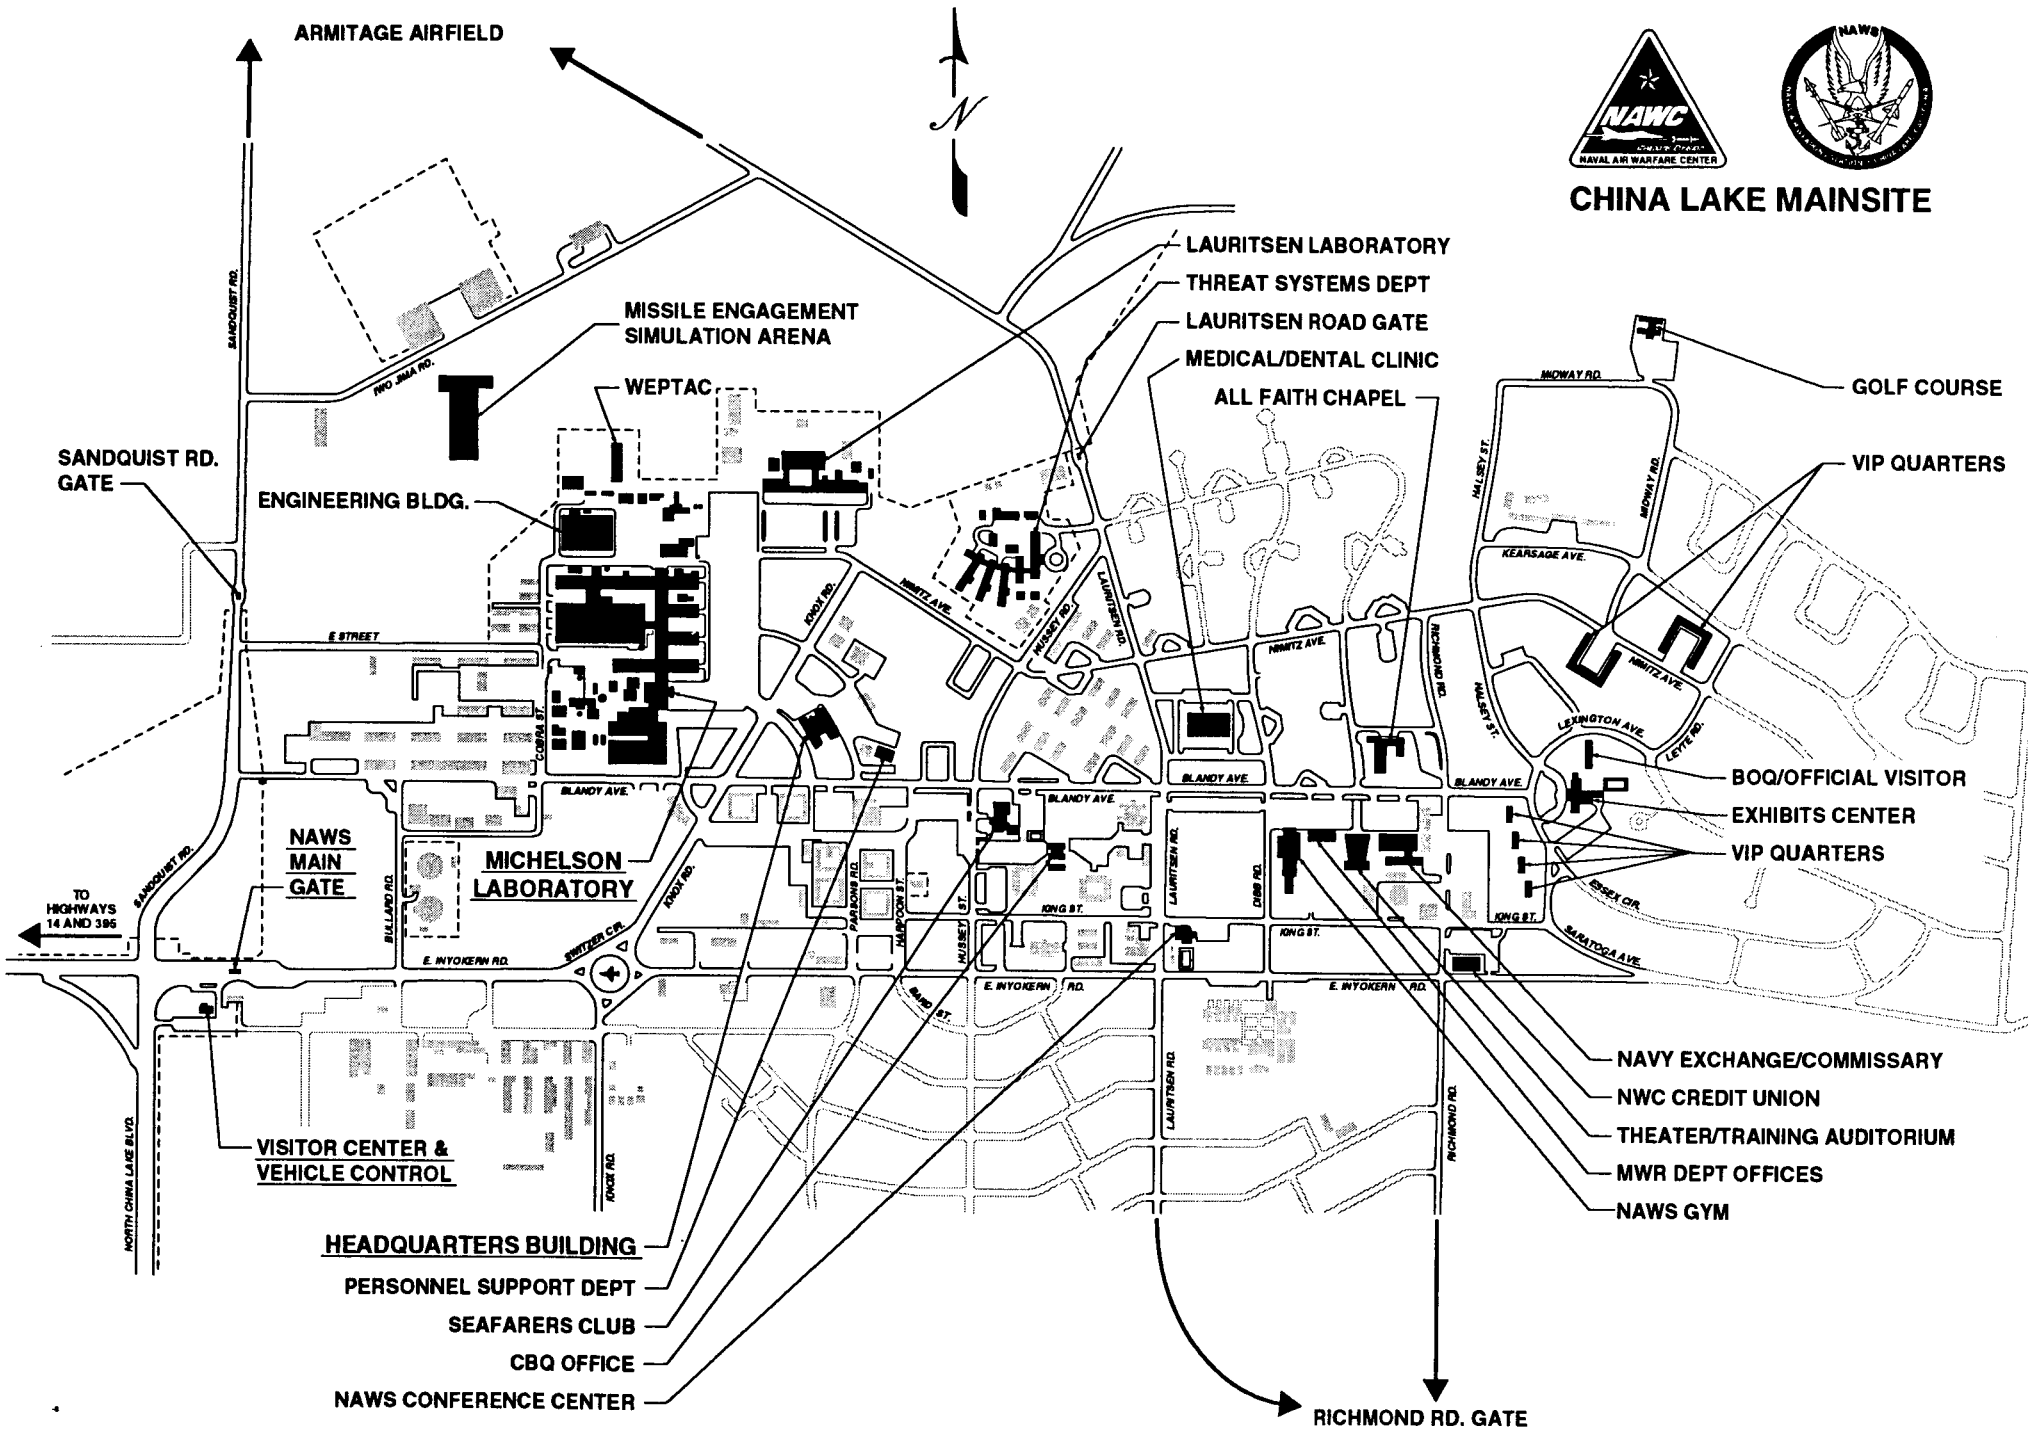 ARMITAGE AIRFIELD
N
NAWS
NAWC
NAVAL AIR WARFARE CENTER
CHINA LAKE MAINSITE
LAURITSEN LABORATORY
THREAT SYSTEMS DEPT
LAURITSEN ROAD GATE
MEDICAL/DENTAL CLINIC
ALL FAITH CHAPEL
MISSILE ENGAGEMENT
SIMULATION ARENA
WEPTAC
SANDQUIST RD.
IWO JIMA RD.
MIDWAY RD.
GOLF COURSE
SANDQUIST RD.
GATE
ENGINEERING BLDG.
HALSEY ST.
MIDWAY RD.
VIP QUARTERS
KEARSAGE AVE.
KNOX RD.
NIMITZ AVE.
LAURITSEN RD.
HUSSEY RD.
E STREET
NIMITZ AVE.
RICHMOND RD.
HALSEY ST.
NIMITZ AVE.
COBRA ST.
LEXINGTON AVE.
LEYTE RD.
BLANDY AVE.
BLANDY AVE.
BLANDY AVE.
BLANDY AVE.
BOQ/OFFICIAL VISITOR
EXHIBITS CENTER
VIP QUARTERS
NAWS
MAIN
GATE
MICHELSON
LABORATORY
SANDQUIST RD.
BULLARD RD.
KNOX RD.
PARSONS RD.
HARPOON ST.
HUSSEY ST.
LAURITSEN RD.
DIBB RD.
ESSEX CIR.
TO
HIGHWAYS
14 AND 395
KING ST.
KING ST.
KING ST.
SARATOGA AVE.
SWITZER CIR.
E. INYOKERN RD.
E. INYOKERN RD.
E. INYOKERN RD.
BARD ST.
NORTH CHINA LAKE BLVD.
KNOX RD.
LAURITSEN RD.
RICHMOND RD.
VISITOR CENTER &
VEHICLE CONTROL
NAVY EXCHANGE/COMMISSARY
NWC CREDIT UNION
THEATER/TRAINING AUDITORIUM
MWR DEPT OFFICES
NAWS GYM
HEADQUARTERS BUILDING
PERSONNEL SUPPORT DEPT
SEAFARERS CLUB
CBQ OFFICE
NAWS CONFERENCE CENTER
RICHMOND RD. GATE